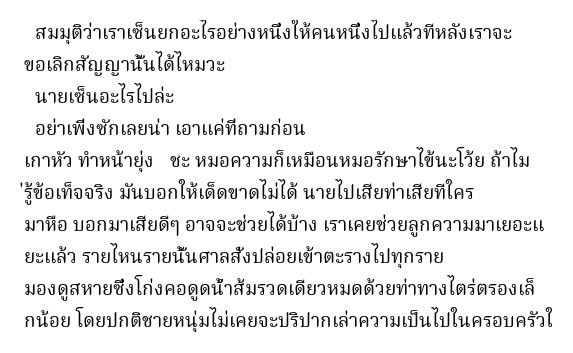 สมมุติว่าเราเซ็นยกอะไรอย่างหนึ่งให้คนหนึ่งไปแล้วทีหลังเราจะ
ขอเลิกสัญญานั้นได้ไหมวะ
นายเซ็นอะไรไปล่ะ
อย่าเพิ่งซักเลยน่า เอาแค่ที่ถามก่อน
เกาหัว ทำหน้ายุ่ง ชะ หมอความก็เหมือนหมอรักษาไข้นะโว้ย ถ้าไม
่รู้ข้อเท็จจริง มันบอกให้เด็ดขาดไม่ได้ นายไปเสียท่าเสียทีใคร
มาหือ บอกมาเสียดีๆ อาจจะช่วยได้บ้าง เราเคยช่วยลูกความมาเยอะแ
ยะแล้ว รายไหนรายนั้นศาลสั่งปล่อยเข้าตะรางไปทุกราย
มองดูสหายซึ่งโก่งคอดูดน้ำส้มรวดเดียวหมดด้วยท่าทางไตร่ตรองเล็
กน้อย โดยปกติชายหนุ่มไม่เคยจะปริปากเล่าความเป็นไปในครอบครัวใ